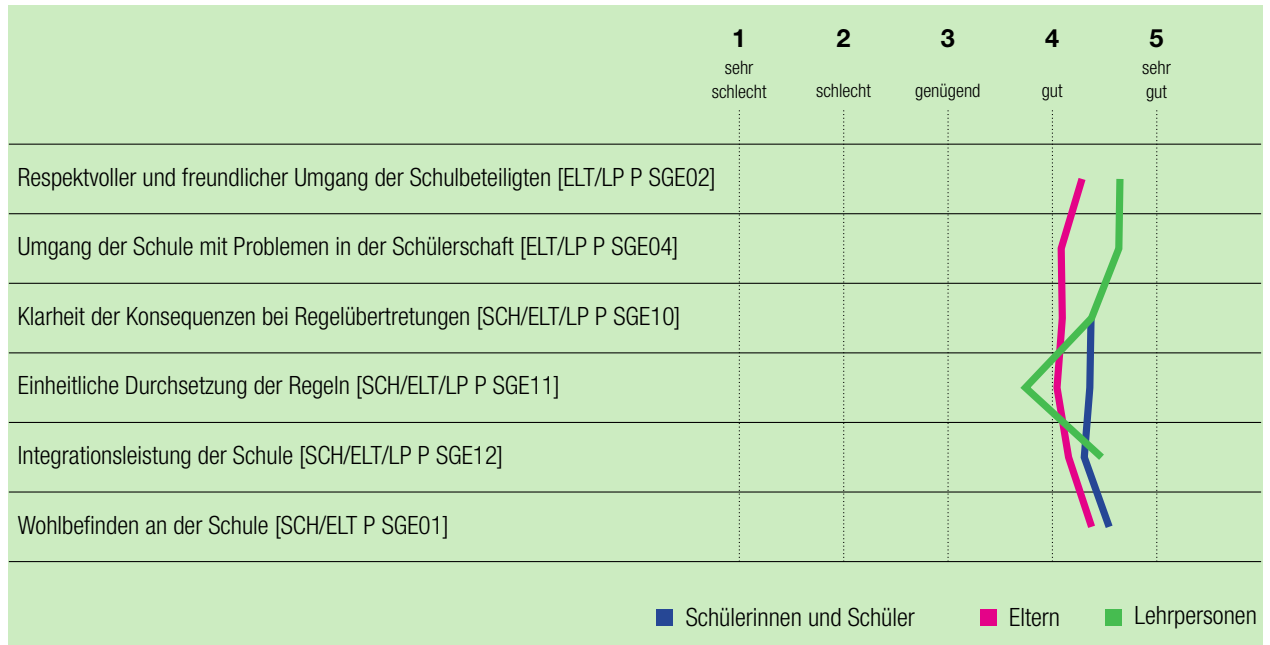 1 2 3 4 5
sehr schlecht schlecht genügend gut sehr gut
Respektvoller und freundlicher Umgang der Schulbeteiligten [ELT/LP P SGE02]
Umgang der Schule mit Problemen in der Schülerschaft [ELT/LP P SGE04]
Klarheit der Konsequenzen bei Regelübertretungen [SCH/ELT/LP P SGE10]
Einheitliche Durchsetzung der Regeln [SCH/ELT/LP P SGE11]
Integrationsleistung der Schule [SCH/ELT/LP P SGE12]
Wohlbefinden an der Schule [SCH/ELT P SGE01]
Schülerinnen und Schüler Eltern Lehrpersonen